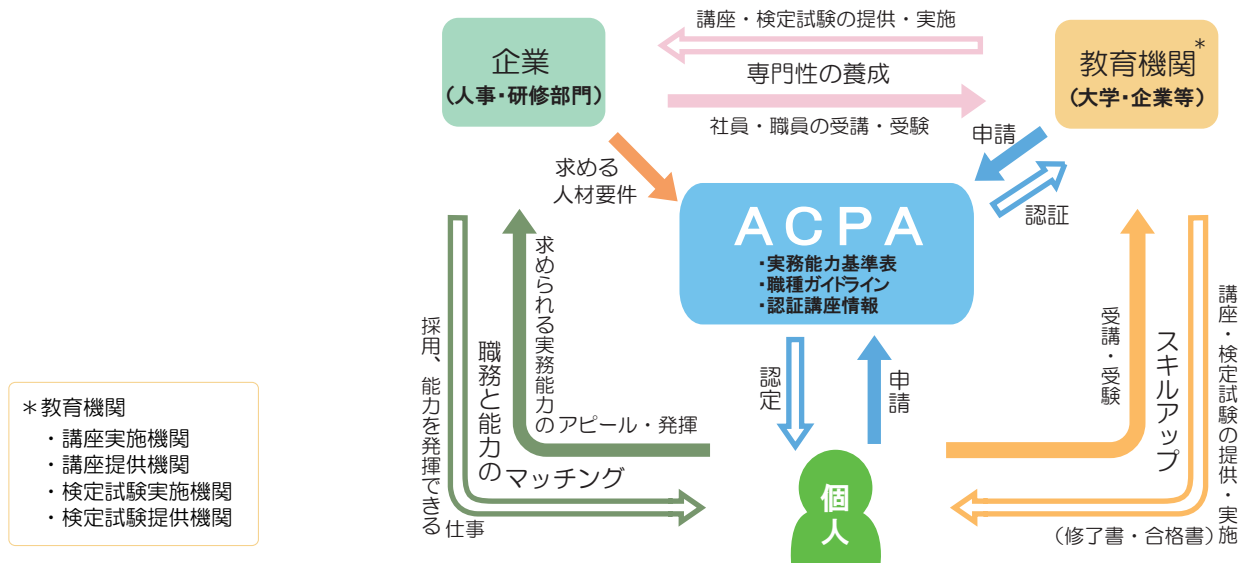 講座・検定試験の提供・実施
企業
（人事・研修部門）
専門性の養成
教育機関*
（大学・企業等）
社員・職員の受講・受験
申請
求める
人材要件
認証
ACPA
・実務能力基準表
・職種ガイドライン
・認証講座情報
採用、能力を発揮できる
仕事
職務と能力の
マッチング
求められる実務能力の
アピール・発揮
認定
申請
受講・受験
スキルアップ
講座・検定試験の提供・実施
（修了書・合格書）
個人
＊教育機関
・講座実施機関
・講座提供機関
・検定試験実施機関
・検定試験提供機関